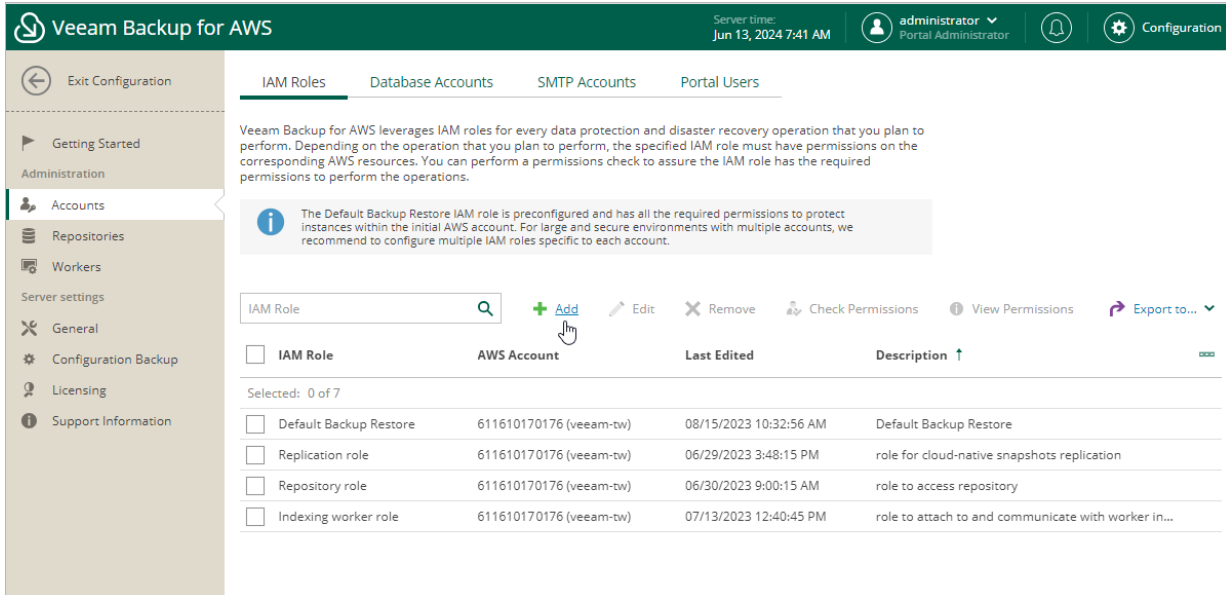 Veeam Backup for AWS
Server time:
Jun 13, 2024 7:41 AM
administrator
Portal Administrator
Configuration
Exit Configuration
Getting Started
Administration
Accounts
Repositories
Workers
Server settings
General
Configuration Backup
Licensing
Support Information
IAM Roles Database Accounts SMTP Accounts Portal Users
Veeam Backup for AWS leverages IAM roles for every data protection and disaster recovery operation that you plan to
perform. Depending on the operation that you plan to perform, the specified IAM role must have permissions on the
corresponding AWS resources. You can perform a permissions check to assure the IAM role has the required
permissions to perform the operations.
The Default Backup Restore IAM role is preconfigured and has all the required permissions to protect
instances within the initial AWS account. For large and secure environments with multiple accounts, we
recommend to configure multiple IAM roles specific to each account.
IAM Role Add Edit Remove Check Permissions View Permissions Export to...
IAM Role AWS Account Last Edited Description
Selected: 0 of 7
Default Backup Restore 611610170176 (veeam-tw) 08/15/2023 10:32:56 AM Default Backup Restore
Replication role 611610170176 (veeam-tw) 06/29/2023 3:48:15 PM role for cloud-native snapshots replication
Repository role 611610170176 (veeam-tw) 06/30/2023 9:00:15 AM role to access repository
Indexing worker role 611610170176 (veeam-tw) 07/13/2023 12:40:45 PM role to attach to and communicate with worker in...